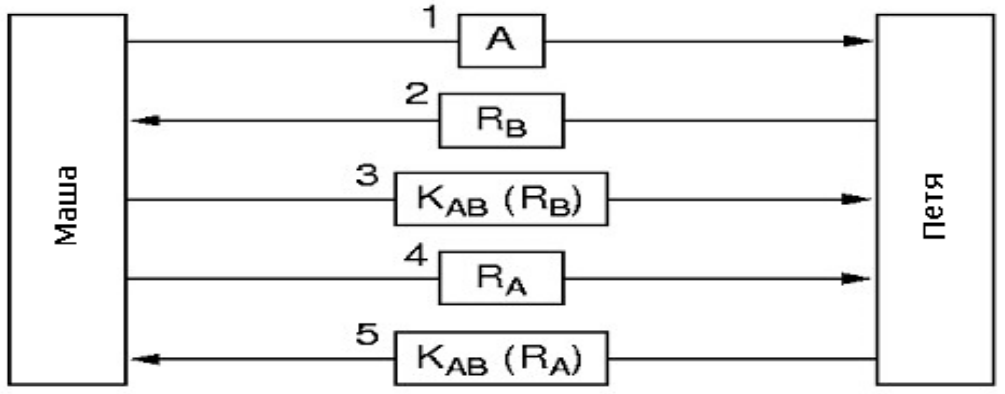 Маша
1 A
2 R_B
3 K_AB (R_B)
4 R_A
5 K_AB (R_A)
Петя